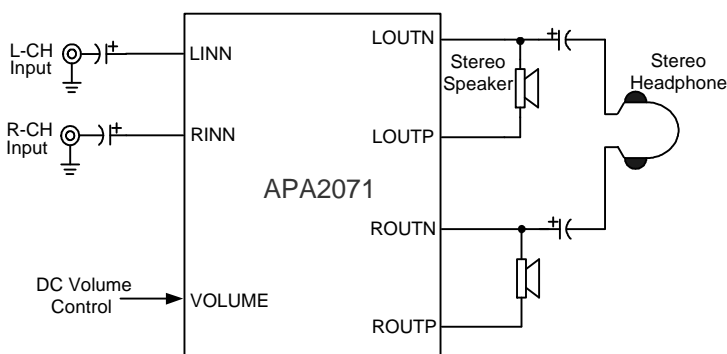 L-CH
Input
LINN
LOUTN
Stereo
Speaker
Stereo
Headphone
R-CH
Input
RINN
LOUTP
APA2071
ROUTN
DC Volume
Control
VOLUME
ROUTP
+
+
+
+